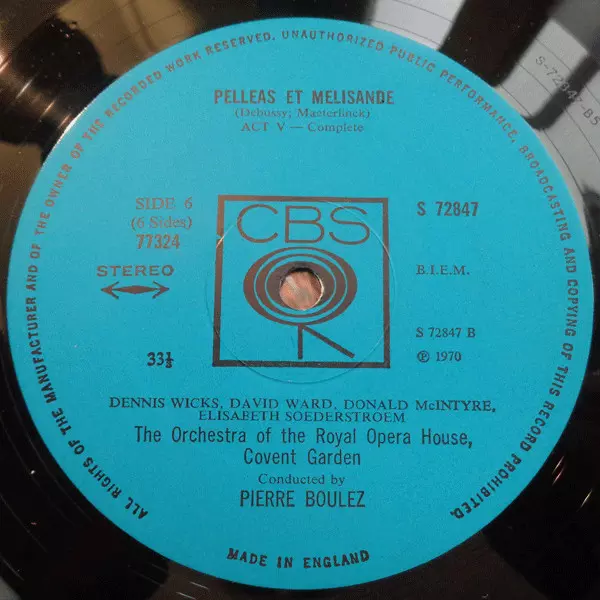 ALL RIGHTS OF THE MANUFACTURER AND OF THE OWNER OF THE RECORDED WORK RESERVED. UNAUTHORIZED PUBLIC PERFORMANCE, BROADCASTING AND COPYING OF THIS RECORD PROHIBITED.
S-72847-B5
PELLEAS ET MELISANDE
(Debussy; Maeterlinck)
ACT V — Complete
SIDE 6
(6 Sides)
77324
STEREO
33⅓
CBS
S 72847
B.I.E.M.
S 72847 B
℗ 1970
DENNIS WICKS, DAVID WARD, DONALD McINTYRE,
ELISABETH SOEDERSTROEM
The Orchestra of the Royal Opera House,
Covent Garden
Conducted by
PIERRE BOULEZ
MADE IN ENGLAND